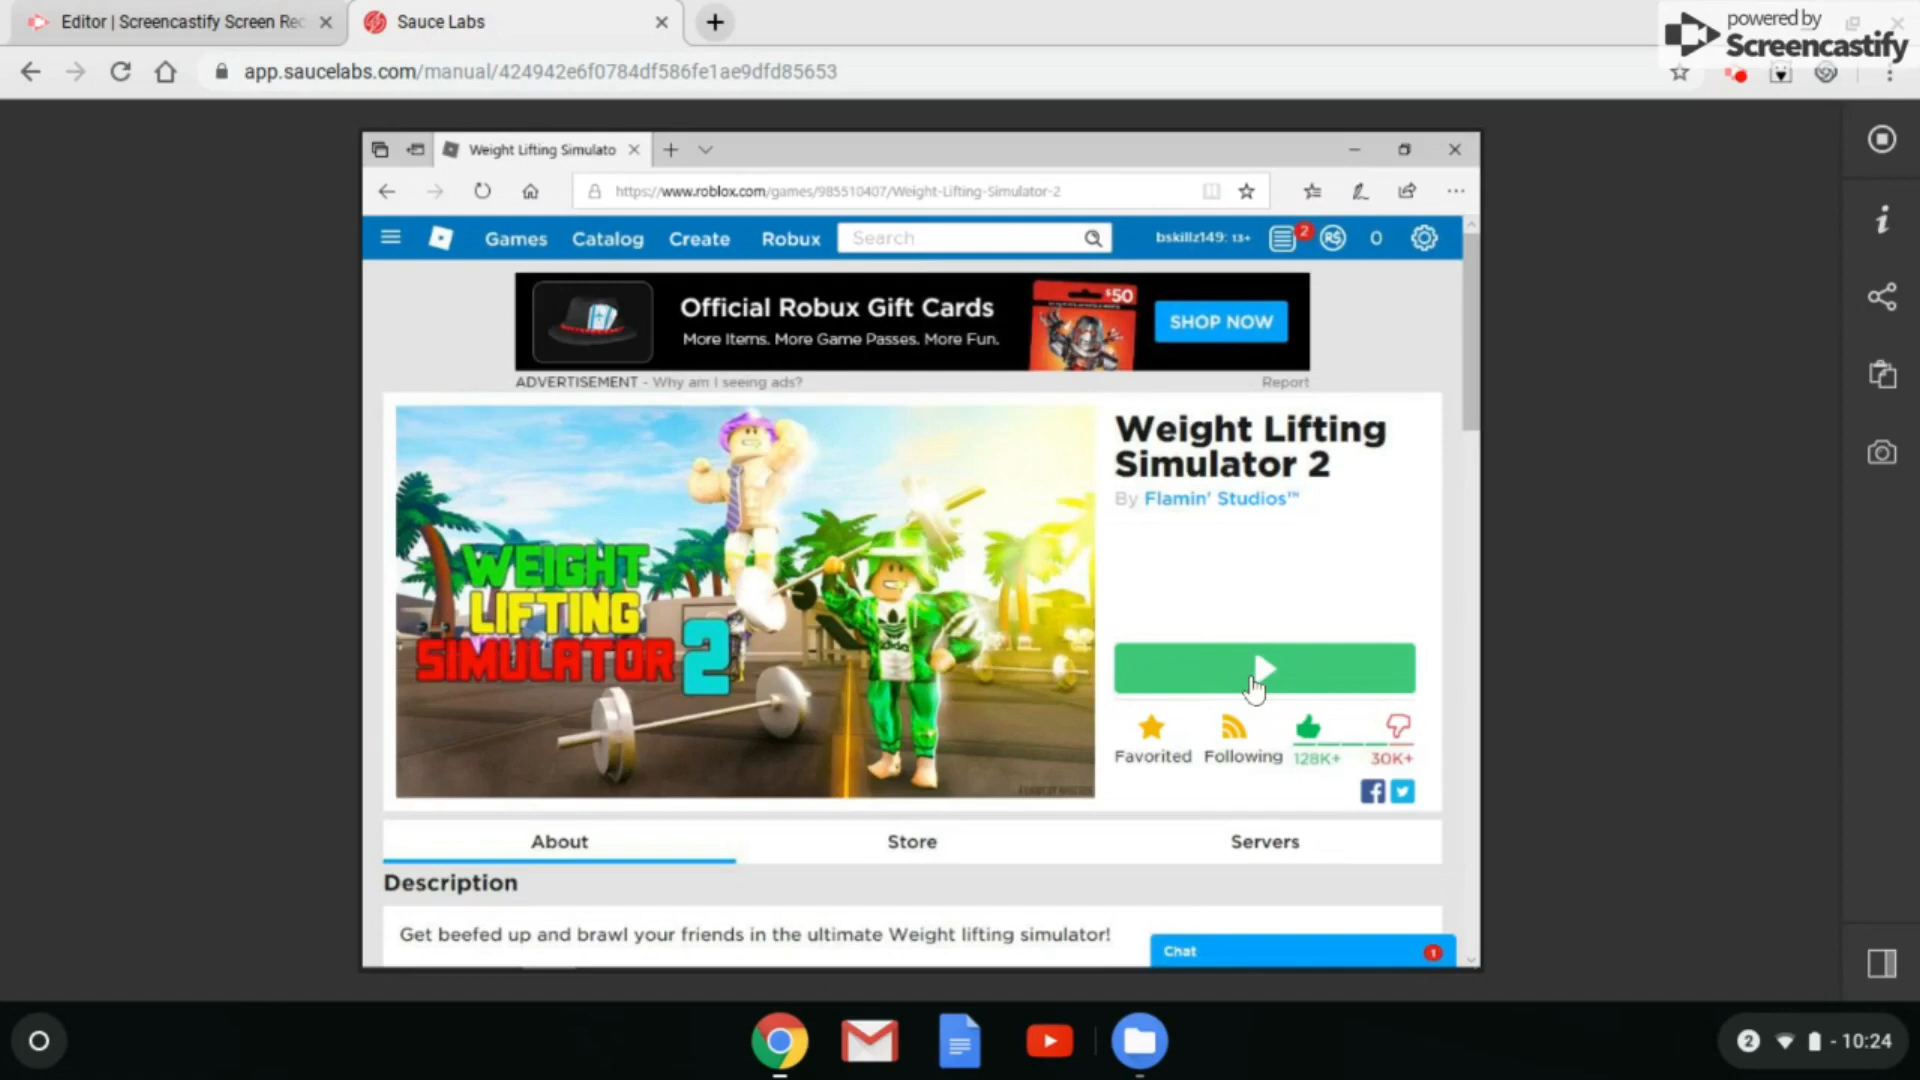 Editor | Screencastify Screen Rec
Sauce Labs
powered by
Screencastify
app.saucelabs.com/manual/424942e6f0784df586fe1ae9dfd85653
Weight Lifting Simulato
https://www.roblox.com/games/985510407/Weight-Lifting-Simulator-2
Games
Catalog
Create
Robux
Search
bskillz149: 13+
2
R$
0
Official Robux Gift Cards
More Items. More Game Passes. More Fun.
$50
SHOP NOW
ADVERTISEMENT - Why am I seeing ads?
Report
WEIGHT
LIFTING
SIMULATOR 2
adidas
Weight Lifting
Simulator 2
By Flamin' Studios™
Favorited
Following
128K+
30K+
About
Store
Servers
Description
Get beefed up and brawl your friends in the ultimate Weight lifting simulator!
Chat
1
2
10:24